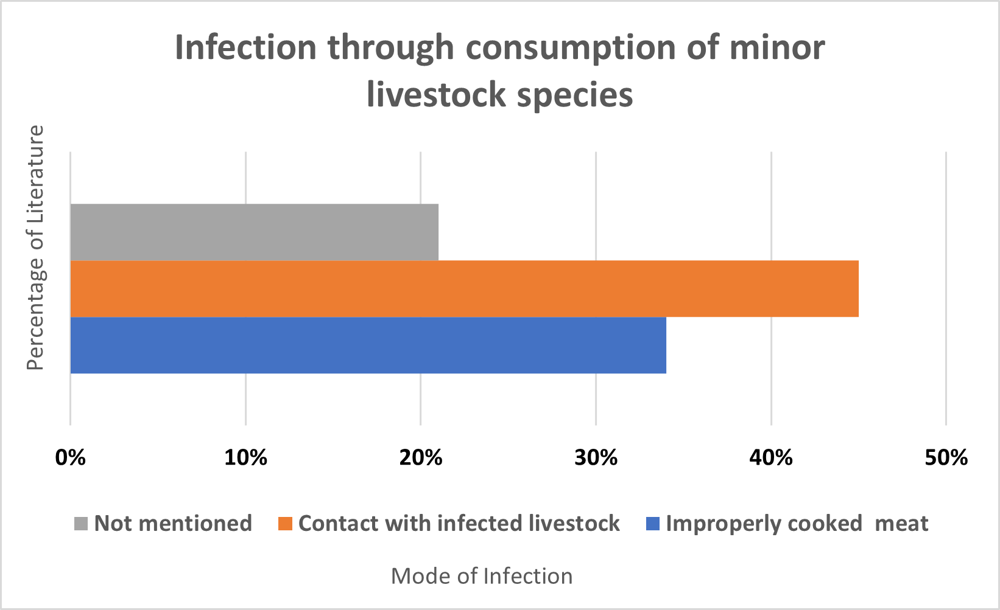 Infection through consumption of minor
livestock species
Percentage of Literature
0% 10% 20% 30% 40% 50%
Not mentioned Contact with infected livestock Improperly cooked  meat
Mode of Infection